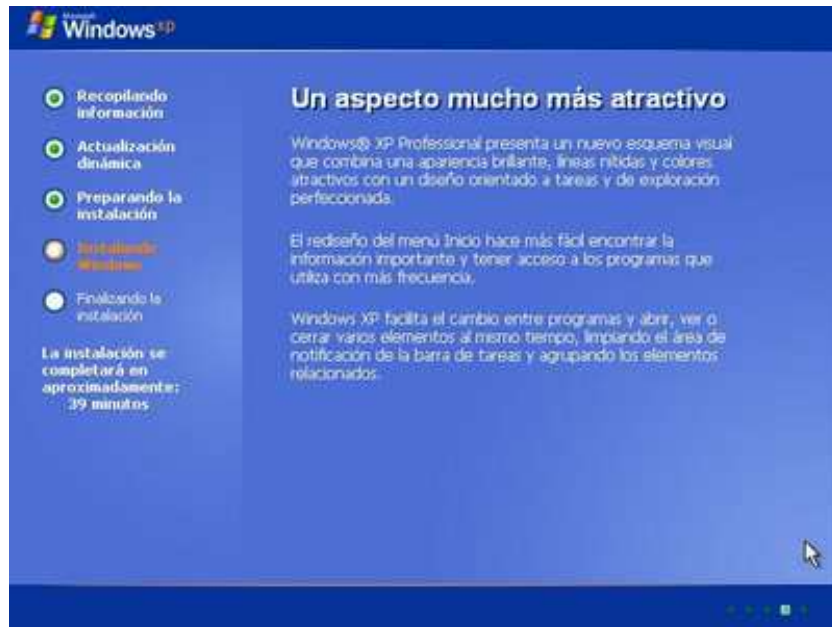 Microsoft
Windows xp
Recopilando
información
Actualización
dinámica
Preparando la
instalación
Instalando
Windows
Finalizando la
instalación
La instalación se
completará en
aproximadamente:
39 minutos
Un aspecto mucho más atractivo
Windows® XP Professional presenta un nuevo esquema visual
que combina una apariencia brillante, líneas nítidas y colores
atractivos con un diseño orientado a tareas y de exploración
perfeccionada.
El rediseño del menú Inicio hace más fácil encontrar la
información importante y tener acceso a los programas que
utiliza con más frecuencia.
Windows XP facilita el cambio entre programas y abrir, ver o
cerrar varios elementos al mismo tiempo, limpiando el área de
notificación de la barra de tareas y agrupando los elementos
relacionados.